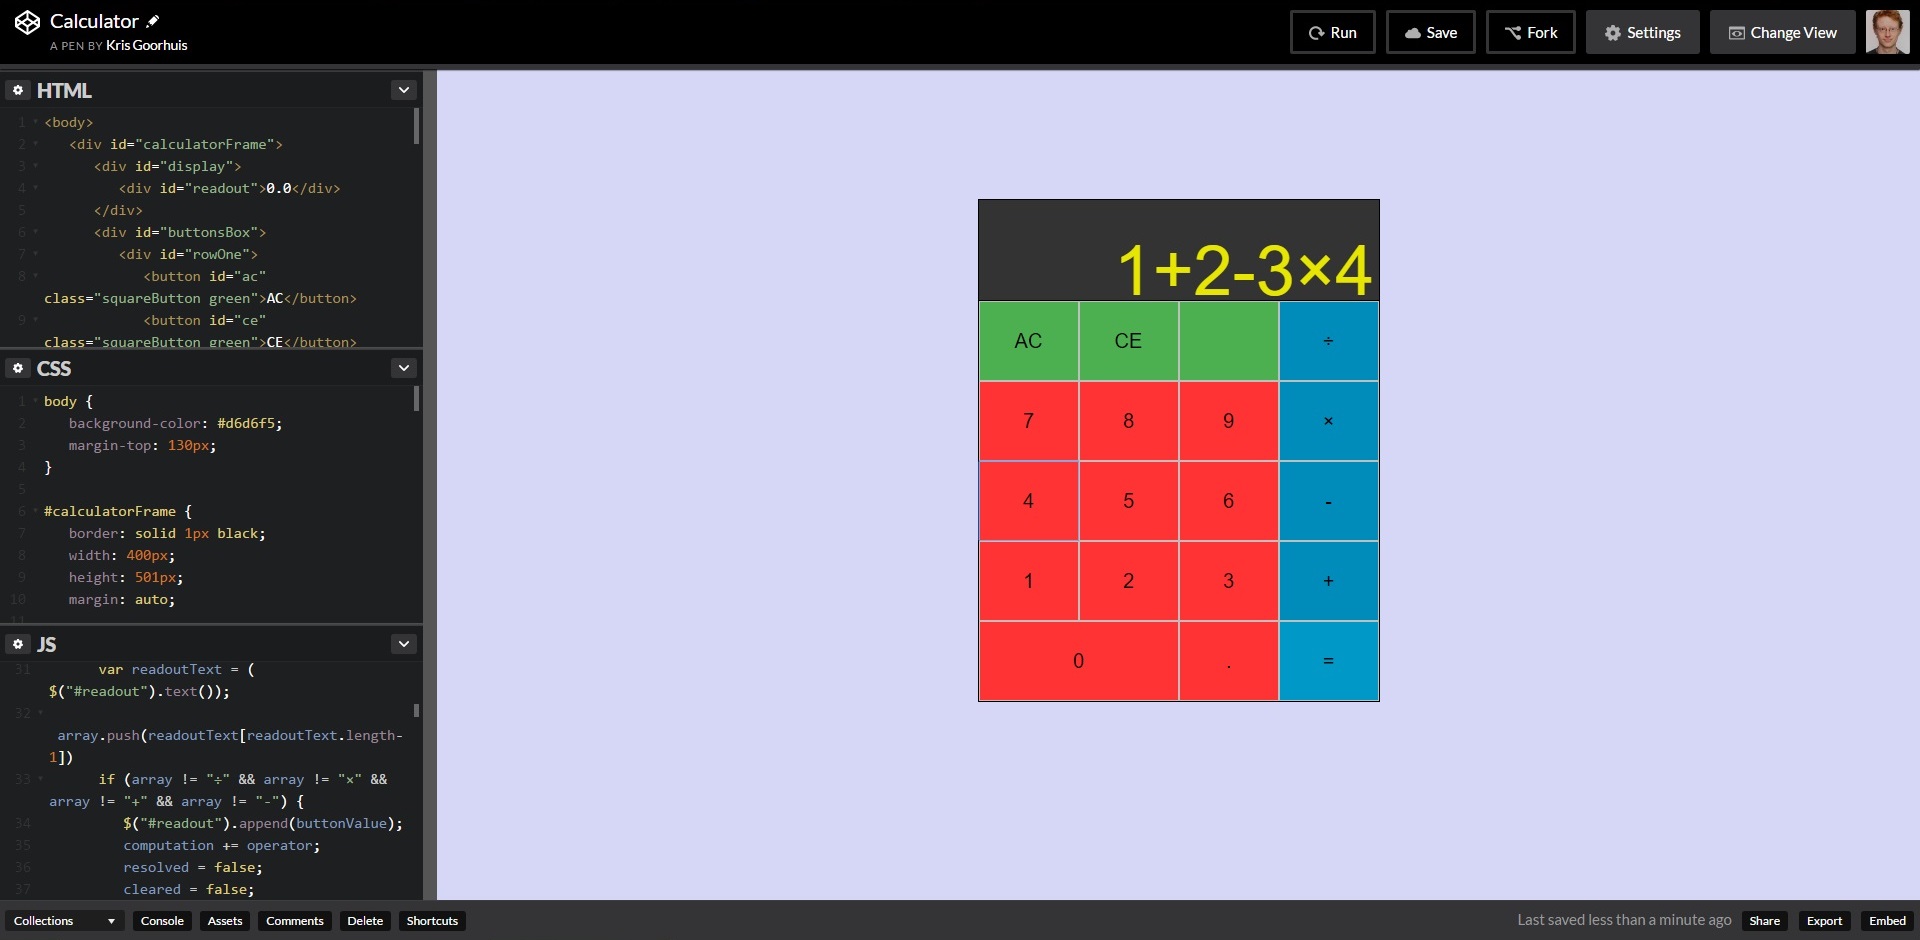 Calculator
A PEN BY Kris Goorhuis
Run
Save
Fork
Settings
Change View
HTML
1 <body>
2 <div id="calculatorFrame">
3 <div id="display">
4 <div id="readout">0.0</div>
5 </div>
6 <div id="buttonsBox">
7 <div id="rowOne">
8 <button id="ac"
class="squareButton green">AC</button>
9 <button id="ce"
class="squareButton green">CE</button>
CSS
1 body {
2 background-color: #d6d6f5;
3 margin-top: 130px;
4 }
5
6 #calculatorFrame {
7 border: solid 1px black;
8 width: 400px;
9 height: 501px;
10 margin: auto;
11
JS
31 var readoutText = (
$("#readout").text());
32
array.push(readoutText[readoutText.length-
1])
33 if (array != "÷" && array != "×" &&
array != "+" && array != "-") {
34 $("#readout").append(buttonValue);
35 computation += operator;
36 resolved = false;
37 cleared = false;
1+2-3×4
AC CE ÷
7 8 9 ×
4 5 6 -
1 2 3 +
0 . =
Collections
Console
Assets
Comments
Delete
Shortcuts
Last saved less than a minute ago
Share
Export
Embed